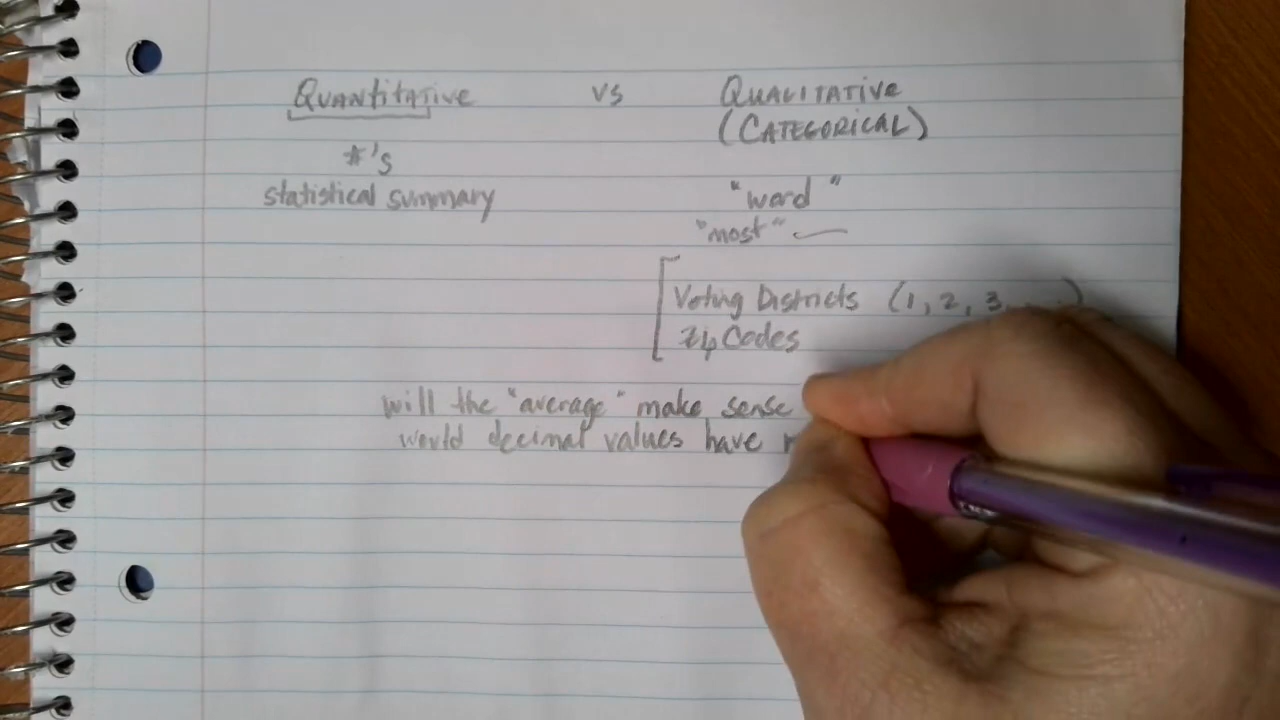 QUANTITATIVE vs QUALITATIVE
(CATEGORICAL)
#'s
statistical summary
"word"
"most"
Voting Districts (1, 2, 3, ...)
Zip Codes
will the "average" make sense
would decimal values have